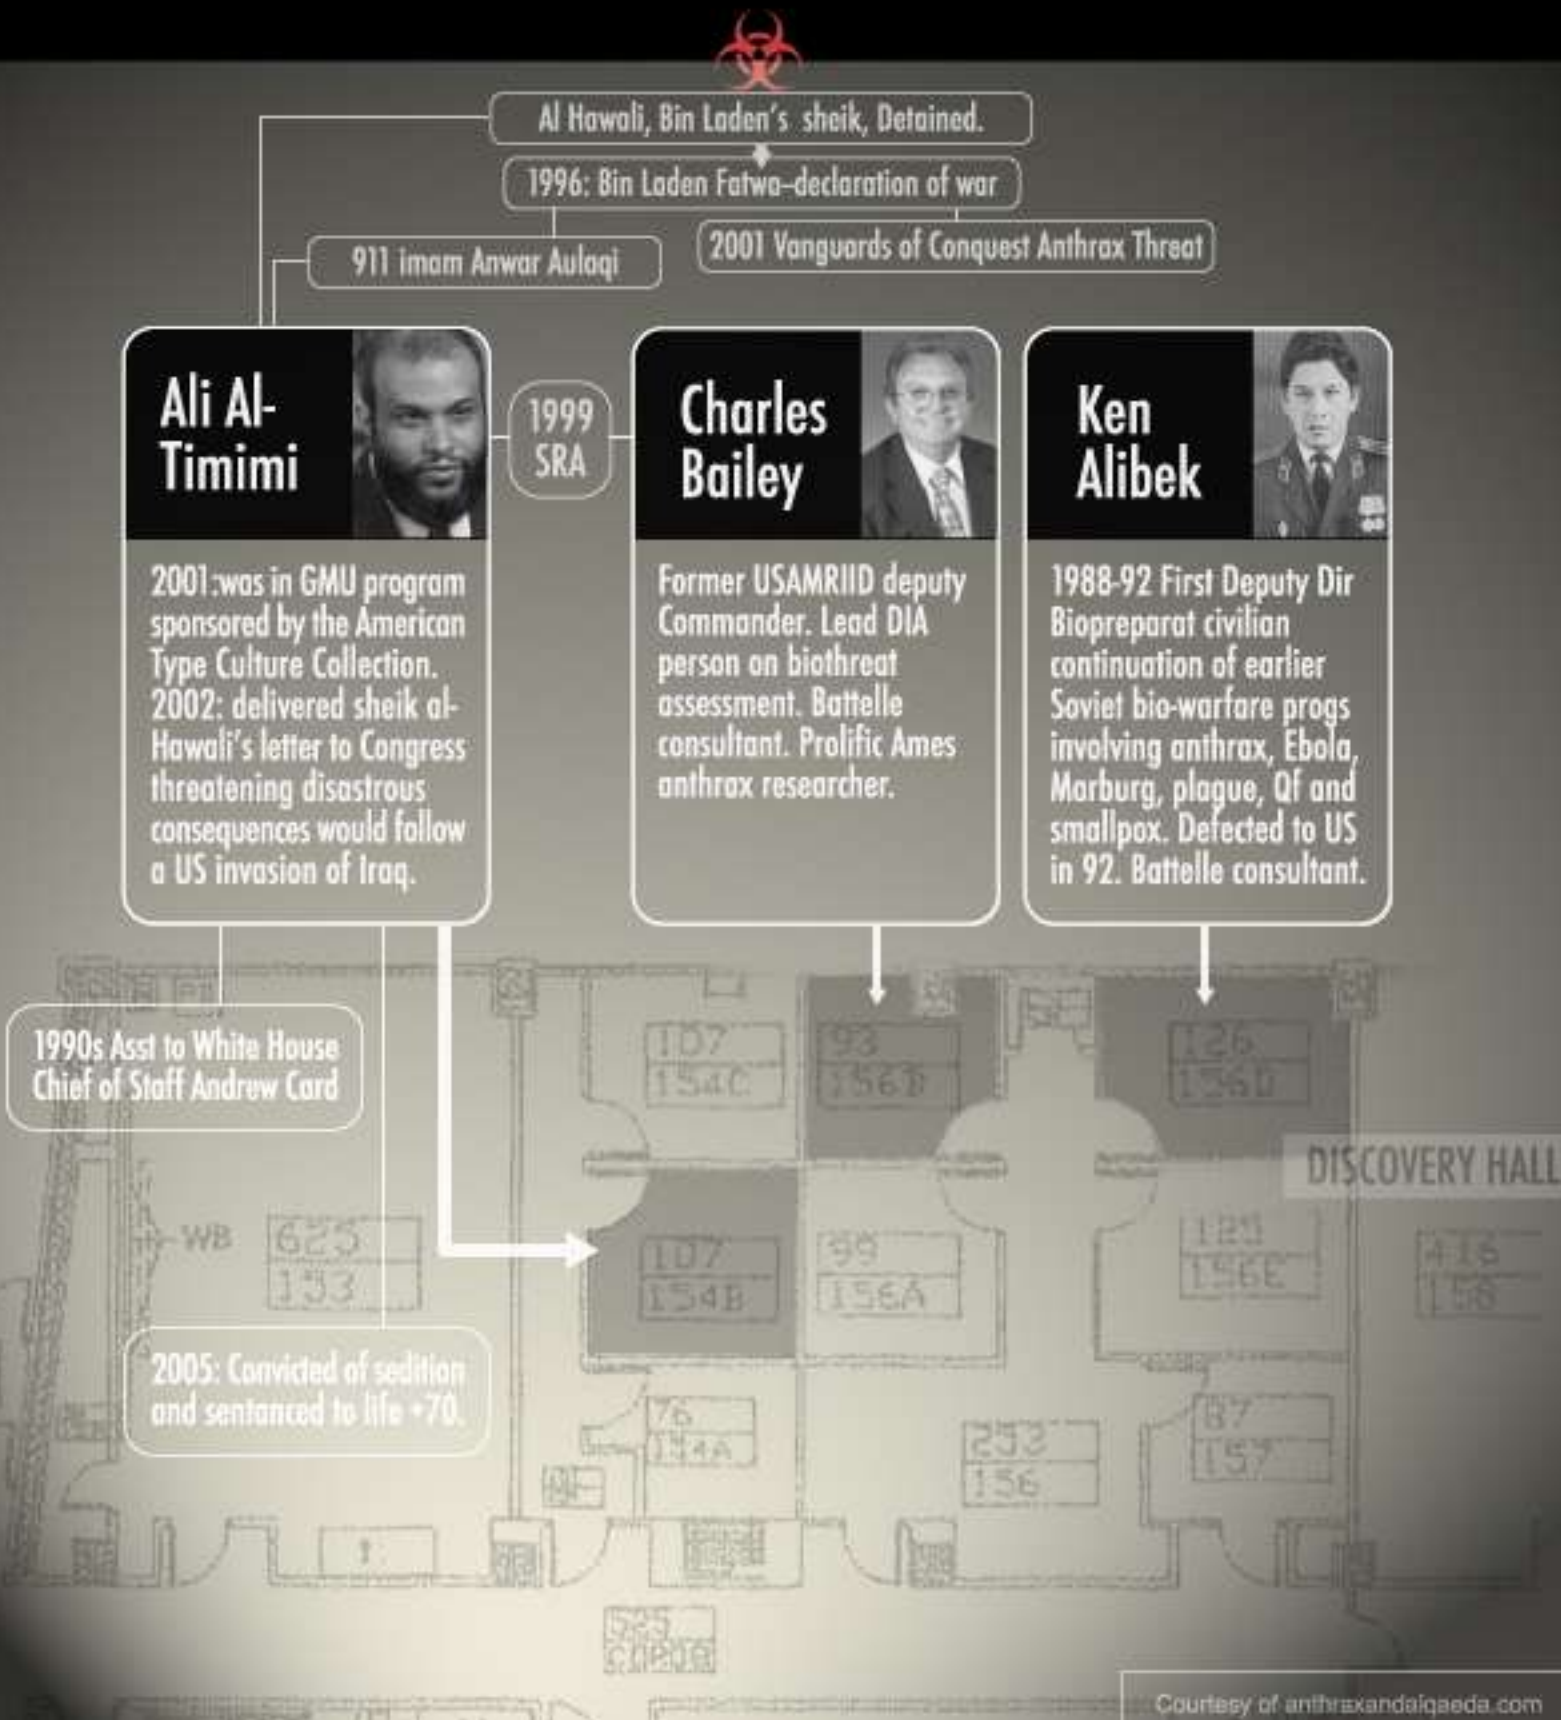 Al Hawali, Bin Laden's sheik, Detained.
1996: Bin Laden Fatwa–declaration of war
911 imam Anwar Aulaqi
2001 Vanguards of Conquest Anthrax Threat
Ali Al-
Timimi
1999
SRA
Charles
Bailey
Ken
Alibek
2001:was in GMU program
sponsored by the American
Type Culture Collection.
2002: delivered sheik al-
Hawali's letter to Congress
threatening disastrous
consequences would follow
a US invasion of Iraq.
Former USAMRIID deputy
Commander. Lead DIA
person on biothreat
assessment. Battelle
consultant. Prolific Ames
anthrax researcher.
1988-92 First Deputy Dir
Biopreparat civilian
continuation of earlier
Soviet bio-warfare progs
involving anthrax, Ebola,
Marburg, plague, Qf and
smallpox. Defected to US
in 92. Battelle consultant.
1990s Asst to White House
Chief of Staff Andrew Card
107
154C
93
126
156D
DISCOVERY HALL
WB
625
153
107
154B
99
156A
156E
2005: Convicted of sedition
and sentanced to life +70.
76
154A
253
156
87
157
525
Courtesy of anthraxandalqaeda.com